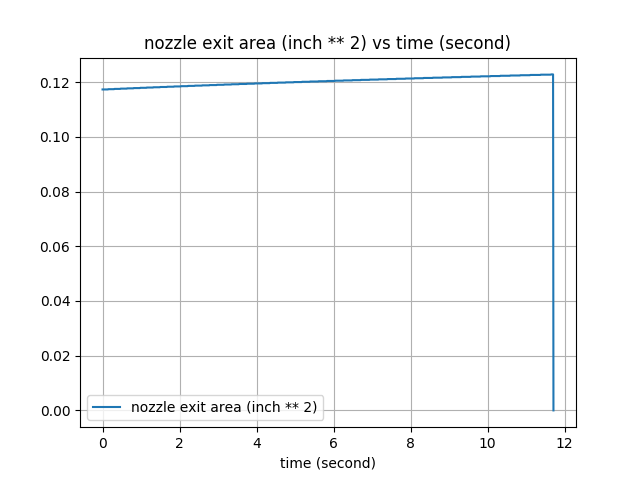 nozzle exit area (inch ** 2) vs time (second)
0.12
0.10
0.08
0.06
0.04
0.02
0.00
nozzle exit area (inch ** 2)
0 2 4 6 8 10 12
time (second)